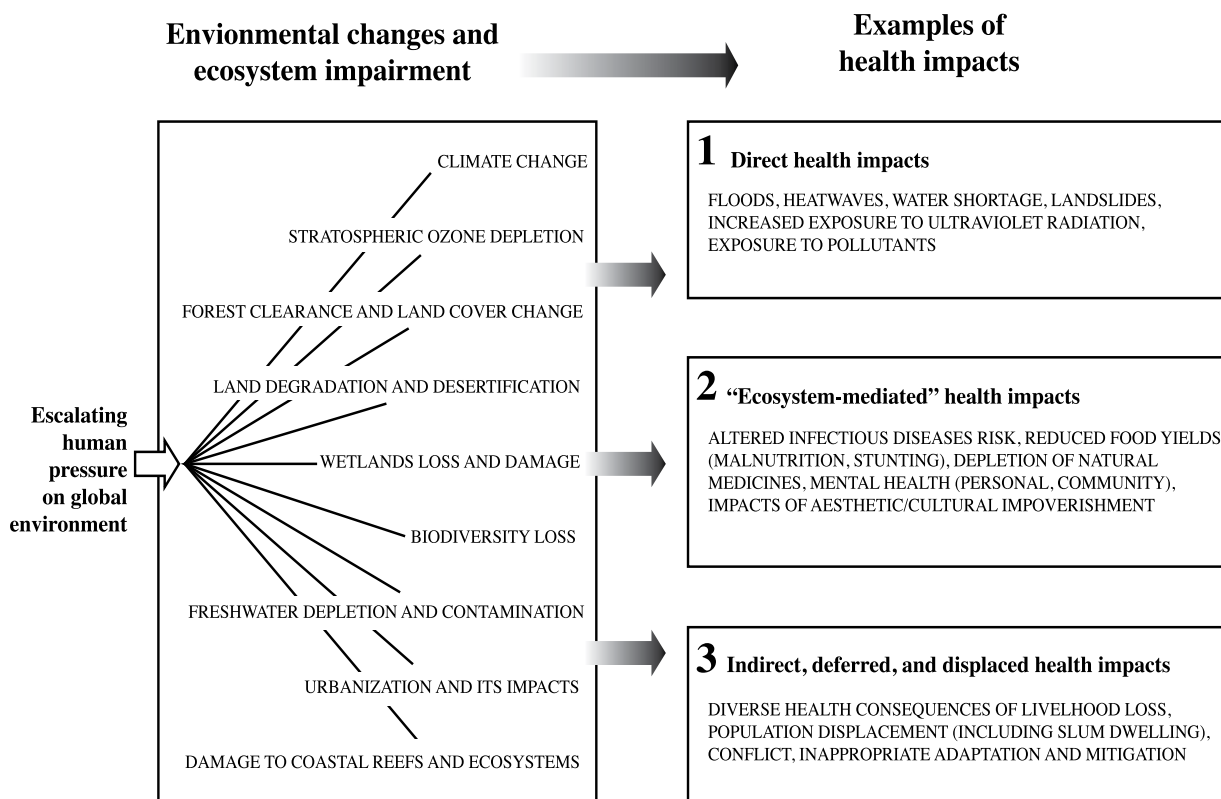 Envionmental changes and
ecosystem impairment
Examples of
health impacts
Escalating
human
pressure
on global
environment
CLIMATE CHANGE
STRATOSPHERIC OZONE DEPLETION
FOREST CLEARANCE AND LAND COVER CHANGE
LAND DEGRADATION AND DESERTIFICATION
WETLANDS LOSS AND DAMAGE
BIODIVERSITY LOSS
FRESHWATER DEPLETION AND CONTAMINATION
URBANIZATION AND ITS IMPACTS
DAMAGE TO COASTAL REEFS AND ECOSYSTEMS
1 Direct health impacts
FLOODS, HEATWAVES, WATER SHORTAGE, LANDSLIDES,
INCREASED EXPOSURE TO ULTRAVIOLET RADIATION,
EXPOSURE TO POLLUTANTS
2 “Ecosystem-mediated” health impacts
ALTERED INFECTIOUS DISEASES RISK, REDUCED FOOD YIELDS
(MALNUTRITION, STUNTING), DEPLETION OF NATURAL
MEDICINES, MENTAL HEALTH (PERSONAL, COMMUNITY),
IMPACTS OF AESTHETIC/CULTURAL IMPOVERISHMENT
3 Indirect, deferred, and displaced health impacts
DIVERSE HEALTH CONSEQUENCES OF LIVELHOOD LOSS,
POPULATION DISPLACEMENT (INCLUDING SLUM DWELLING),
CONFLICT, INAPPROPRIATE ADAPTATION AND MITIGATION